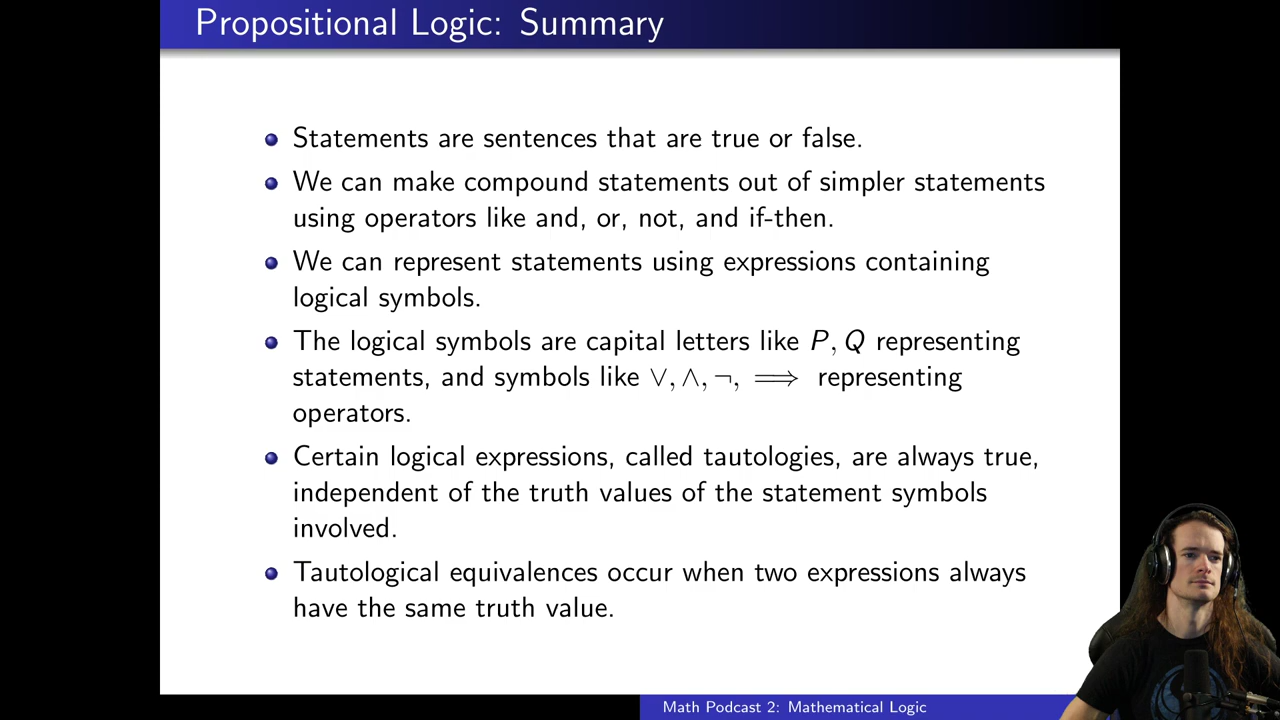 Propositional Logic: Summary
Statements are sentences that are true or false.
We can make compound statements out of simpler statements
using operators like and, or, not, and if-then.
We can represent statements using expressions containing
logical symbols.
The logical symbols are capital letters like P, Q representing
statements, and symbols like ∨, ∧, ¬, ⟹ representing
operators.
Certain logical expressions, called tautologies, are always true,
independent of the truth values of the statement symbols
involved.
Tautological equivalences occur when two expressions always
have the same truth value.
Math Podcast 2: Mathematical Logic